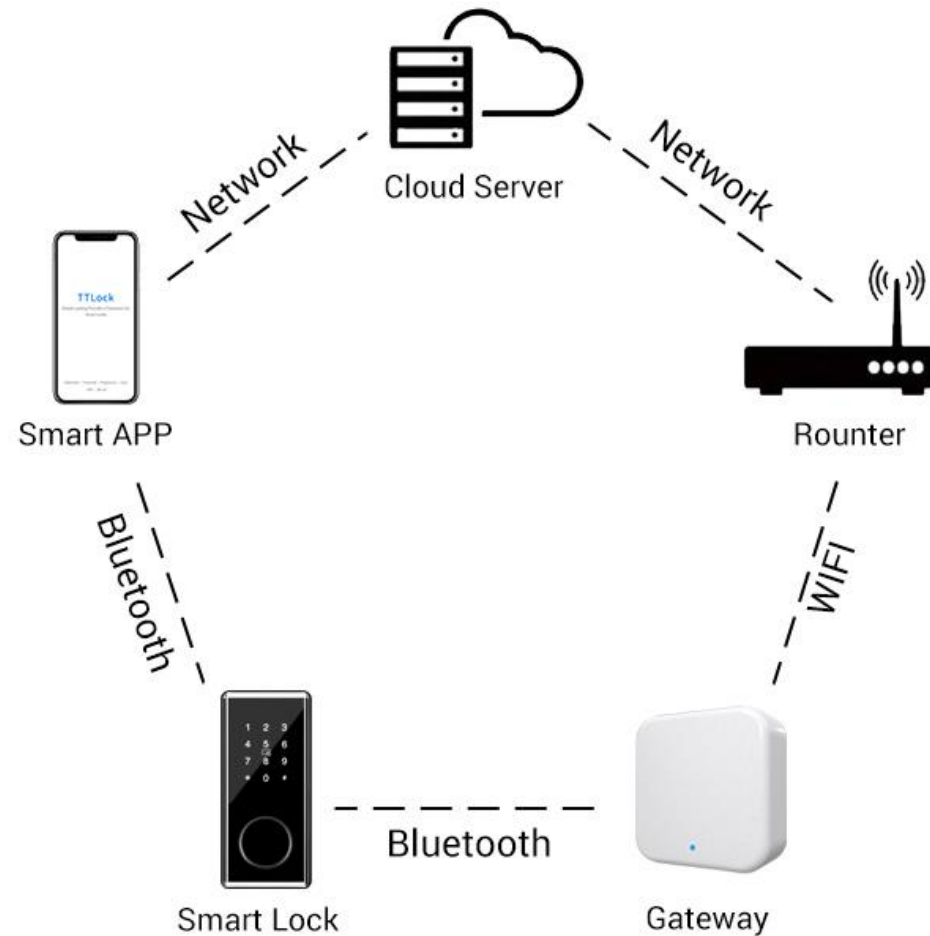 Cloud Server
Network
Network
TTLock
Smart APP
Rounter
Bluetooth
WIFI
1 2 3
4 5 6
7 8 9
* 0 #
Bluetooth
Smart Lock
Gateway